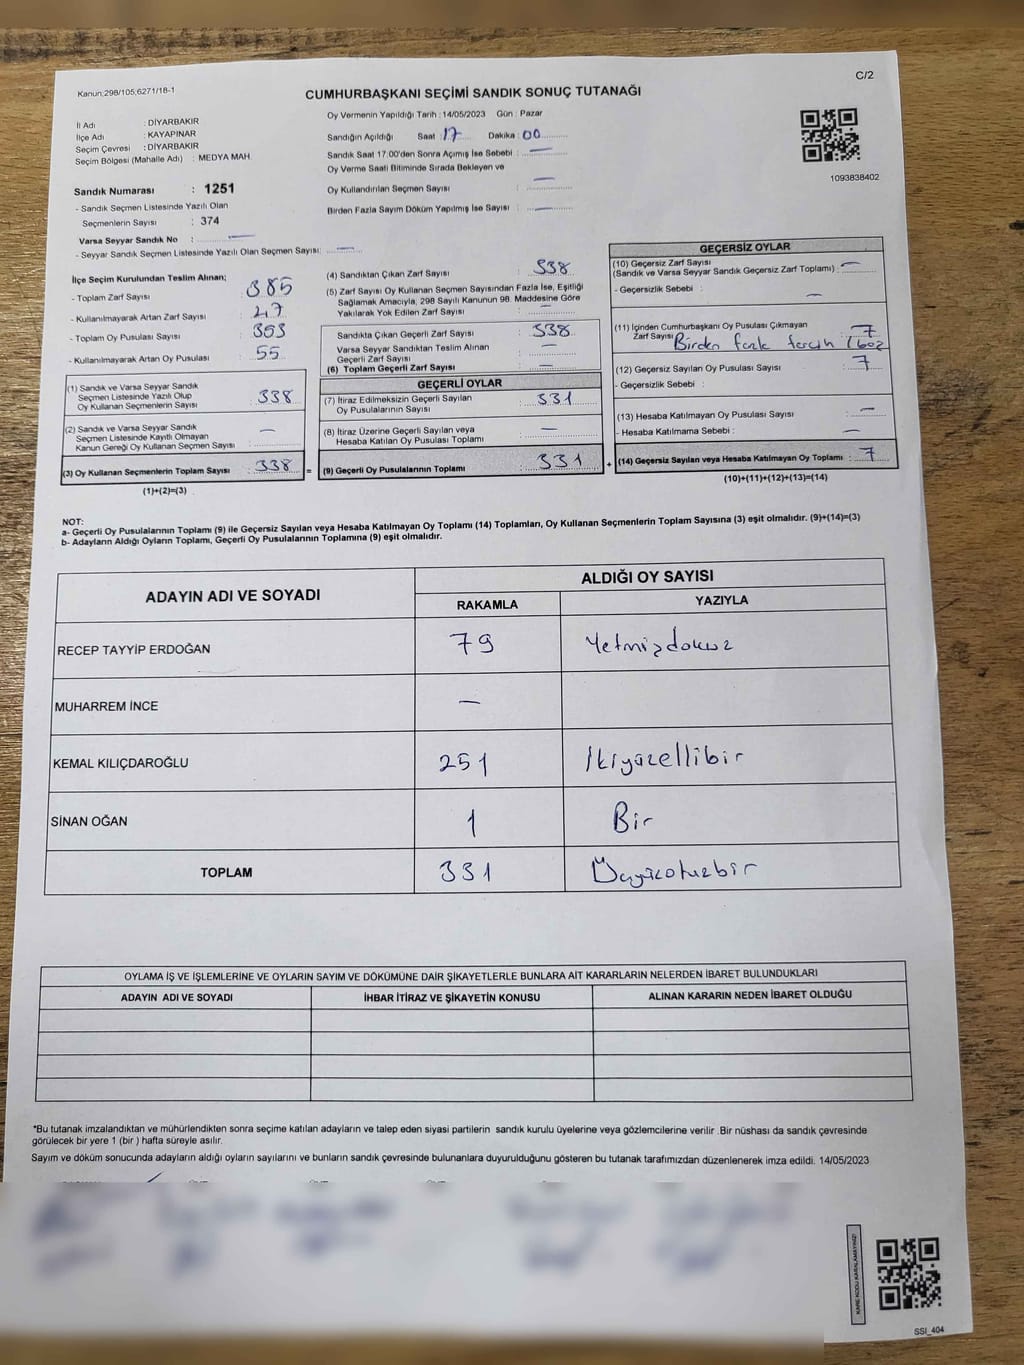 C/2
Kanun:298/105,6271/18-1
CUMHURBAŞKANI SEÇİMİ SANDIK SONUÇ TUTANAĞI
İl Adı : DİYARBAKIR
İlçe Adı : KAYAPINAR
Seçim Çevresi : DİYARBAKIR
Seçim Bölgesi (Mahalle Adı) : MEDYA MAH.
Sandık Numarası : 1251
- Sandık Seçmen Listesinde Yazılı Olan
Seçmenlerin Sayısı : 374
Varsa Seyyar Sandık No : —
- Seyyar Sandık Seçmen Listesinde Yazılı Olan Seçmen Sayısı: —
Oy Vermenin Yapıldığı Tarih : 14/05/2023 Gün : Pazar
Sandığın Açıldığı Saat : 17 Dakika : 00
Sandık Saat 17:00'den Sonra Açımış İse Sebebi : —
Oy Verme Saati Bitiminde Sırada Bekleyen ve
Oy Kullandırılan Seçmen Sayısı : —
Birden Fazla Sayım Döküm Yapılmış İse Sayısı : —
1093838402
İlçe Seçim Kurulundan Teslim Alınan;
- Toplam Zarf Sayısı : 385
- Kullanılmayarak Artan Zarf Sayısı : 47
- Toplam Oy Pusulası Sayısı : 393
- Kullanılmayarak Artan Oy Pusulası : 55
(1) Sandık ve Varsa Seyyar Sandık
Seçmen Listesinde Yazılı Olup
Oy Kullanan Seçmenlerin Sayısı : 338
(2) Sandık ve Varsa Seyyar Sandık
Seçmen Listesinde Kayıtlı Olmayan
Kanun Gereği Oy Kullanan Seçmen Sayısı : —
(3) Oy Kullanan Seçmenlerin Toplam Sayısı : 338 =
(1)+(2)=(3)
(4) Sandıktan Çıkan Zarf Sayısı : 338
(5) Zarf Sayısı Oy Kullanan Seçmen Sayısından Fazla İse, Eşitliği
Sağlamak Amacıyla, 298 Sayılı Kanunun 98. Maddesine Göre
Yakılarak Yok Edilen Zarf Sayısı : —
Sandıkta Çıkan Geçerli Zarf Sayısı : 338
Varsa Seyyar Sandıktan Teslim Alınan
Geçerli Zarf Sayısı : —
(6) Toplam Geçerli Zarf Sayısı : —
GEÇERLİ OYLAR
(7) İtiraz Edilmeksizin Geçerli Sayılan
Oy Pusulalarının Sayısı : 331
(8) İtiraz Üzerine Geçerli Sayılan veya
Hesaba Katılan Oy Pusulası Toplamı : —
(9) Geçerli Oy Pusulalarının Toplamı : 331 +
GEÇERSİZ OYLAR
(10) Geçersiz Zarf Sayısı
(Sandık ve Varsa Seyyar Sandık Geçersiz Zarf Toplamı) : —
- Geçersizlik Sebebi : —
(11) İçinden Cumhurbaşkanı Oy Pusulası Çıkmayan
Zarf Sayısı : 7
Birden fazla tercih
(12) Geçersiz Sayılan Oy Pusulası Sayısı : 7
- Geçersizlik Sebebi :
(13) Hesaba Katılmayan Oy Pusulası Sayısı : —
- Hesaba Katılmama Sebebi : —
(14) Geçersiz Sayılan veya Hesaba Katılmayan Oy Toplamı : 7
(10)+(11)+(12)+(13)=(14)
NOT:
a- Geçerli Oy Pusulalarının Toplamı (9) ile Geçersiz Sayılan veya Hesaba Katılmayan Oy Toplamı (14) Toplamları, Oy Kullanan Seçmenlerin Toplam Sayısına (3) eşit olmalıdır. (9)+(14)=(3)
b- Adayların Aldığı Oyların Toplamı, Geçerli Oy Pusulalarının Toplamına (9) eşit olmalıdır.
ADAYIN ADI VE SOYADI ALDIĞI OY SAYISI
RAKAMLA YAZIYLA
RECEP TAYYİP ERDOĞAN 79 Yetmişdokuz
MUHARREM İNCE —
KEMAL KILIÇDAROĞLU 251 İkiyüzellibir
SİNAN OĞAN 1 Bir
TOPLAM 331 Üçyüzotuzbir
OYLAMA İŞ VE İŞLEMLERİNE VE OYLARIN SAYIM VE DÖKÜMÜNE DAİR ŞİKAYETLERLE BUNLARA AİT KARARLARIN NELERDEN İBARET BULUNDUKLARI
ADAYIN ADI VE SOYADI İHBAR İTİRAZ VE ŞİKAYETİN KONUSU ALINAN KARARIN NEDEN İBARET OLDUĞU
*Bu tutanak imzalandıktan ve mühürlendikten sonra seçime katılan adayların ve talep eden siyasi partilerin sandık kurulu üyelerine veya gözlemcilerine verilir .Bir nüshası da sandık çevresinde
görülecek bir yere 1 (bir ) hafta süreyle asılır.
Sayım ve döküm sonucunda adayların aldığı oyların sayılarını ve bunların sandık çevresinde bulunanlara duyurulduğunu gösteren bu tutanak tarafımızdan düzenlenerek imza edildi. 14/05/2023
KARE KODU KARALAMAYINIZ!
SSI_404